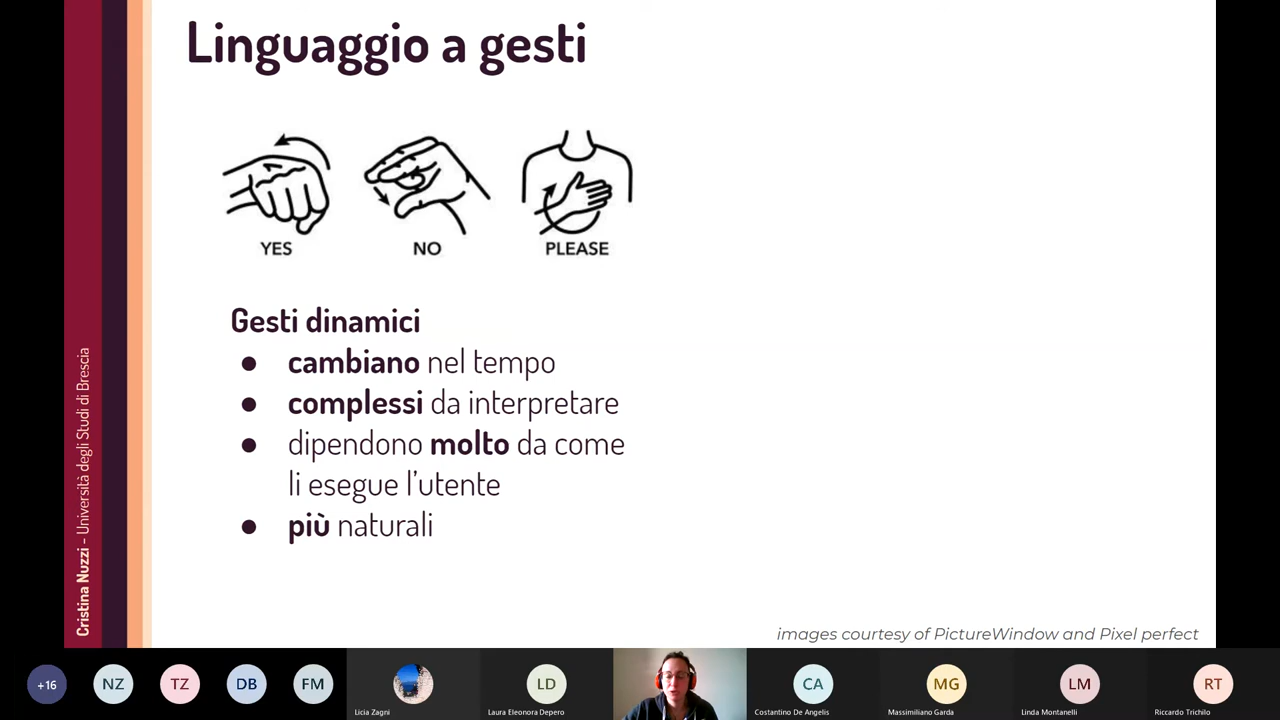 Linguaggio a gesti
YES
NO
PLEASE
Gesti dinamici
● cambiano nel tempo
● complessi da interpretare
● dipendono molto da come
li esegue l'utente
● più naturali
Cristina Nuzzi - Università degli Studi di Brescia
images courtesy of PictureWindow and Pixel perfect
+16
NZ
TZ
DB
FM
Licia Zagni
LD
Laura Eleonora Depero
CA
Costantino De Angelis
MG
Massimiliano Garda
LM
Linda Montanelli
RT
Riccardo Trichilo